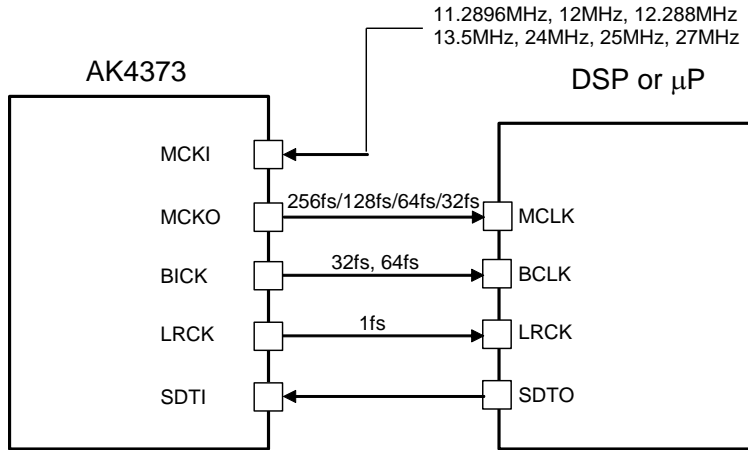 11.2896MHz, 12MHz, 12.288MHz
13.5MHz, 24MHz, 25MHz, 27MHz
AK4373
DSP or μP
MCKI
MCKO
256fs/128fs/64fs/32fs
MCLK
BICK
32fs, 64fs
BCLK
LRCK
1fs
LRCK
SDTI
SDTO